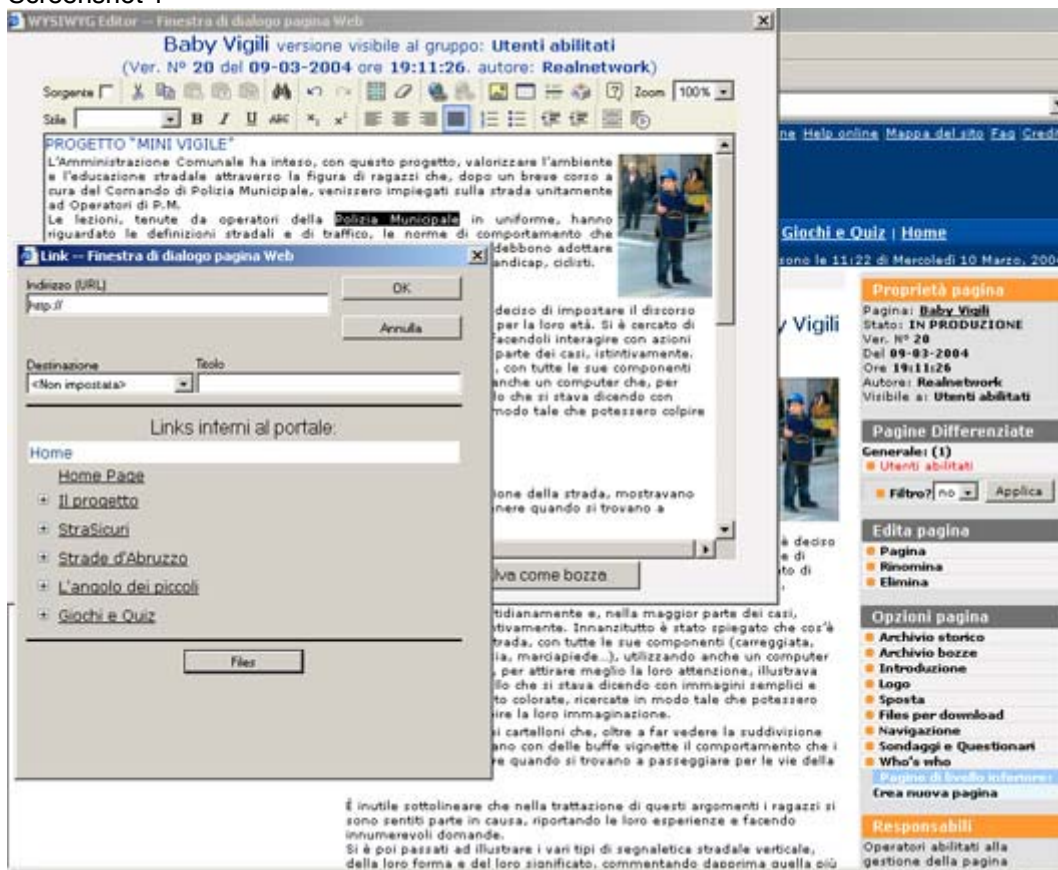 WYSIWYG Editor -- Finestra di dialogo pagina Web
Baby Vigili versione visibile al gruppo: Utenti abilitati
(Ver. Nº 20 del 09-03-2004 ore 19:11:26. autore: Realnetwork)
Sorgente Zoom 100%
Stile B I U ABC
PROGETTO "MINI VIGILE"
L'Amministrazione Comunale ha inteso, con questo progetto, valorizzare l'ambiente
e l'educazione stradale attraverso la figura di ragazzi che, dopo un breve corso a
cura del Comando di Polizia Municipale, venissero impiegati sulla strada unitamente
ad Operatori di P.M.
Le lezioni, tenute da operatori della Polizia Municipale in uniforme, hanno
riguardato le definizioni stradali e di traffico, le norme di comportamento che
debbono adottare
andicap, ciclisti.
deciso di impostare il discorso
per la loro età. Si è cercato di
facendoli interagire con azioni
parte dei casi, istintivamente.
, con tutte le sue componenti
anche un computer che, per
lo che si stava dicendo con
modo tale che potessero colpire
ione della strada, mostravano
nere quando si trovano a
lva come bozza
Link -- Finestra di dialogo pagina Web
Indirizzo (URL)
http://
OK
Annulla
Destinazione Titolo
<Non impostata>
Links interni al portale:
Home
Home Page
Il progetto
StraSicuri
Strade d'Abruzzo
L'angolo dei piccoli
Giochi e Quiz
Files
ne Help online Mappa del sito Faq Credi
Giochi e Quiz | Home
sono le 11:22 di Mercoledì 10 Marzo, 200
y Vigili
è deciso
e di
to di
tidianamente e, nella maggior parte dei casi,
tivamente. Innanzitutto è stato spiegato che cos'è
trada, con tutte le sue componenti (carreggiata,
ia, marciapiede...), utilizzando anche un computer
, per attirare meglio la loro attenzione, illustrava
llo che si stava dicendo con immagini semplici e
to colorate, ricercate in modo tale che potessero
ire la loro immaginazione.
i cartelloni che, oltre a far vedere la suddivisione
ano con delle buffe vignette il comportamento che i
re quando si trovano a passeggiare per le vie della
È inutile sottolineare che nella trattazione di questi argomenti i ragazzi si
sono sentiti parte in causa, riportando le loro esperienze e facendo
innumerevoli domande.
Si è poi passati ad illustrare i vari tipi di segnaletica stradale verticale,
della loro forma e del loro significato, commentando dapprima quella più
Proprietà pagina
Pagina: Baby Vigili
Stato: IN PRODUZIONE
Ver. Nº 20
Del 09-03-2004
Ore 19:11:26
Autore: Realnetwork
Visibile a: Utenti abilitati
Pagine Differenziate
Generale: (1)
Utenti abilitati
Filtro? no Applica
Edita pagina
Pagina
Rinomina
Elimina
Opzioni pagina
Archivio storico
Archivio bozze
Introduzione
Logo
Sposta
Files per download
Navigazione
Sondaggi e Questionari
Who's who
Pagine di livello inferiore:
Crea nuova pagina
Responsabili
Operatori abilitati alla
gestione della pagina